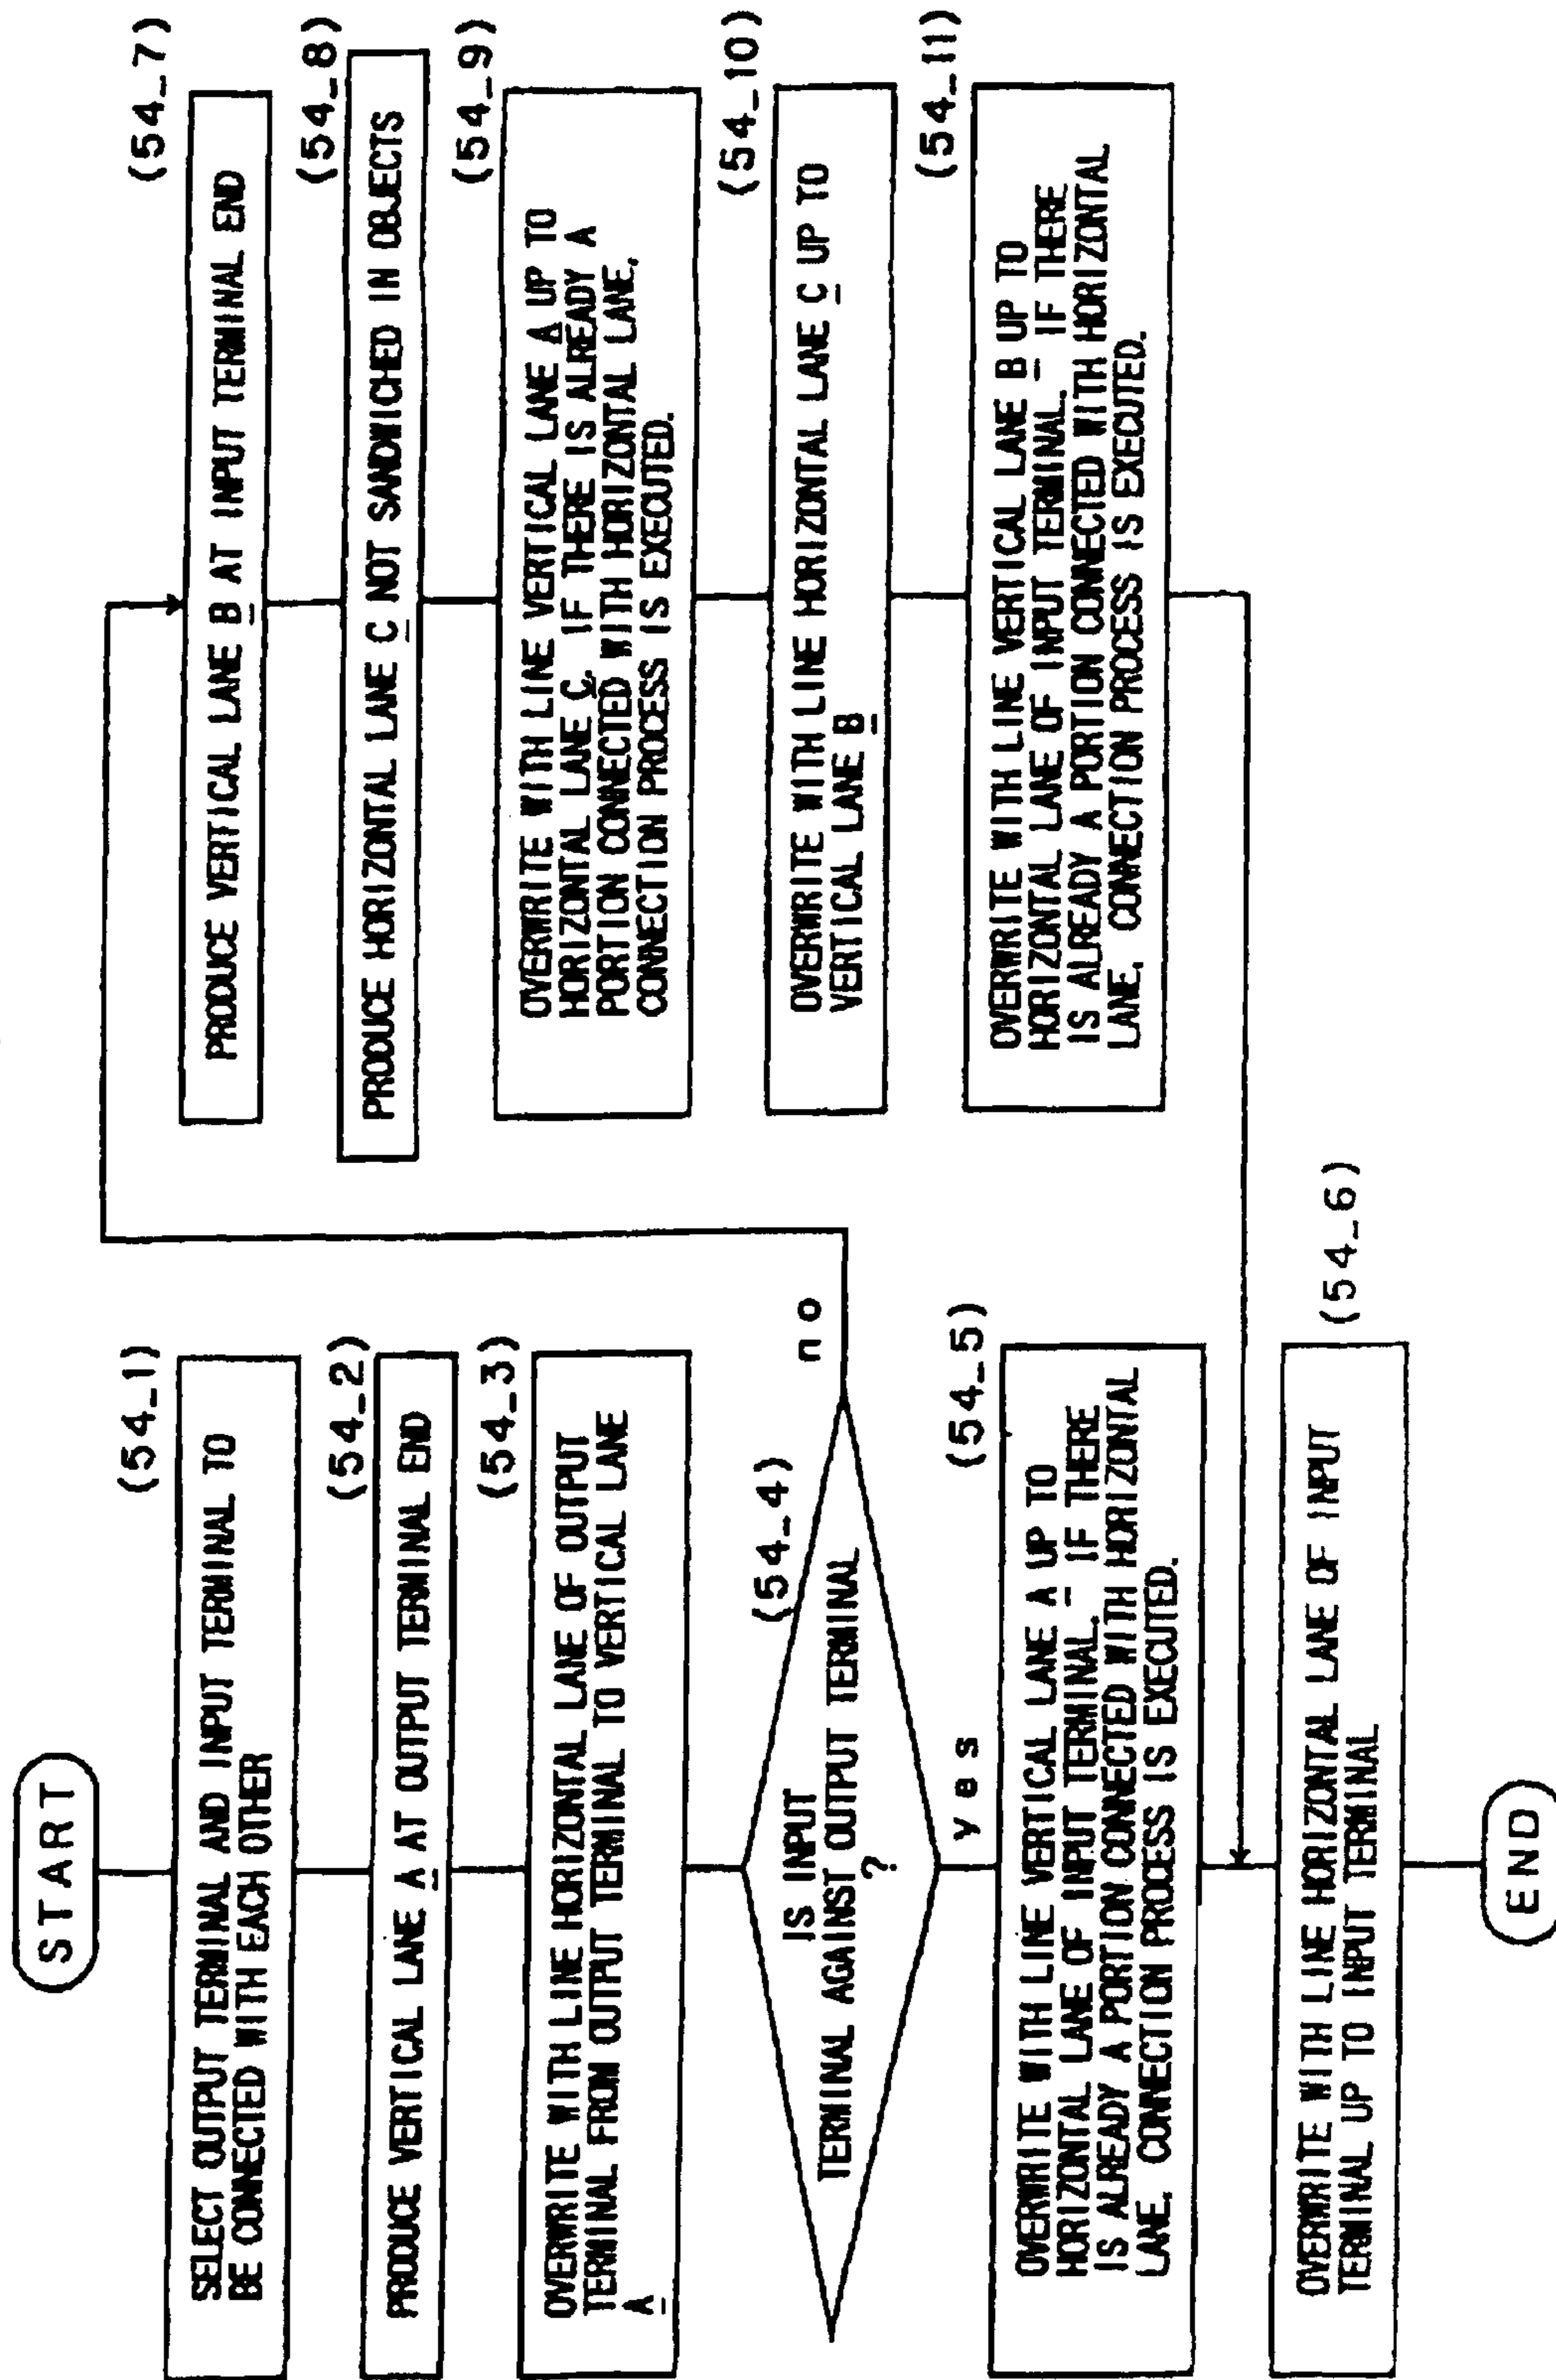 START
(54_1)
SELECT OUTPUT TERMINAL AND INPUT TERMINAL TO
BE CONNECTED WITH EACH OTHER
(54_2)
PRODUCE VERTICAL LANE A AT OUTPUT TERMINAL END
(54_3)
OVERWRITE WITH LINE HORIZONTAL LANE OF OUTPUT
TERMINAL FROM OUTPUT TERMINAL TO VERTICAL LANE
A
(54_4)
IS INPUT
TERMINAL AGAINST OUTPUT TERMINAL
?
no
yes
(54_5)
OVERWRITE WITH LINE VERTICAL LANE A UP TO
HORIZONTAL LANE OF INPUT TERMINAL. IF THERE
IS ALREADY A PORTION CONNECTED WITH HORIZONTAL
LANE, CONNECTION PROCESS IS EXECUTED.
(54_6)
OVERWRITE WITH LINE HORIZONTAL LANE OF INPUT
TERMINAL UP TO INPUT TERMINAL
END
(54_7)
PRODUCE VERTICAL LANE B AT INPUT TERMINAL END
(54_8)
PRODUCE HORIZONTAL LANE C NOT SANDWICHED IN OBJECTS
(54_9)
OVERWRITE WITH LINE VERTICAL LANE A UP TO
HORIZONTAL LANE C. IF THERE IS ALREADY A
PORTION CONNECTED WITH HORIZONTAL LANE,
CONNECTION PROCESS IS EXECUTED.
(54_10)
OVERWRITE WITH LINE HORIZONTAL LANE C UP TO
VERTICAL LANE B
(54_11)
OVERWRITE WITH LINE VERTICAL LANE B UP TO
HORIZONTAL LANE OF INPUT TERMINAL. IF THERE
IS ALREADY A PORTION CONNECTED WITH HORIZONTAL
LANE, CONNECTION PROCESS IS EXECUTED.